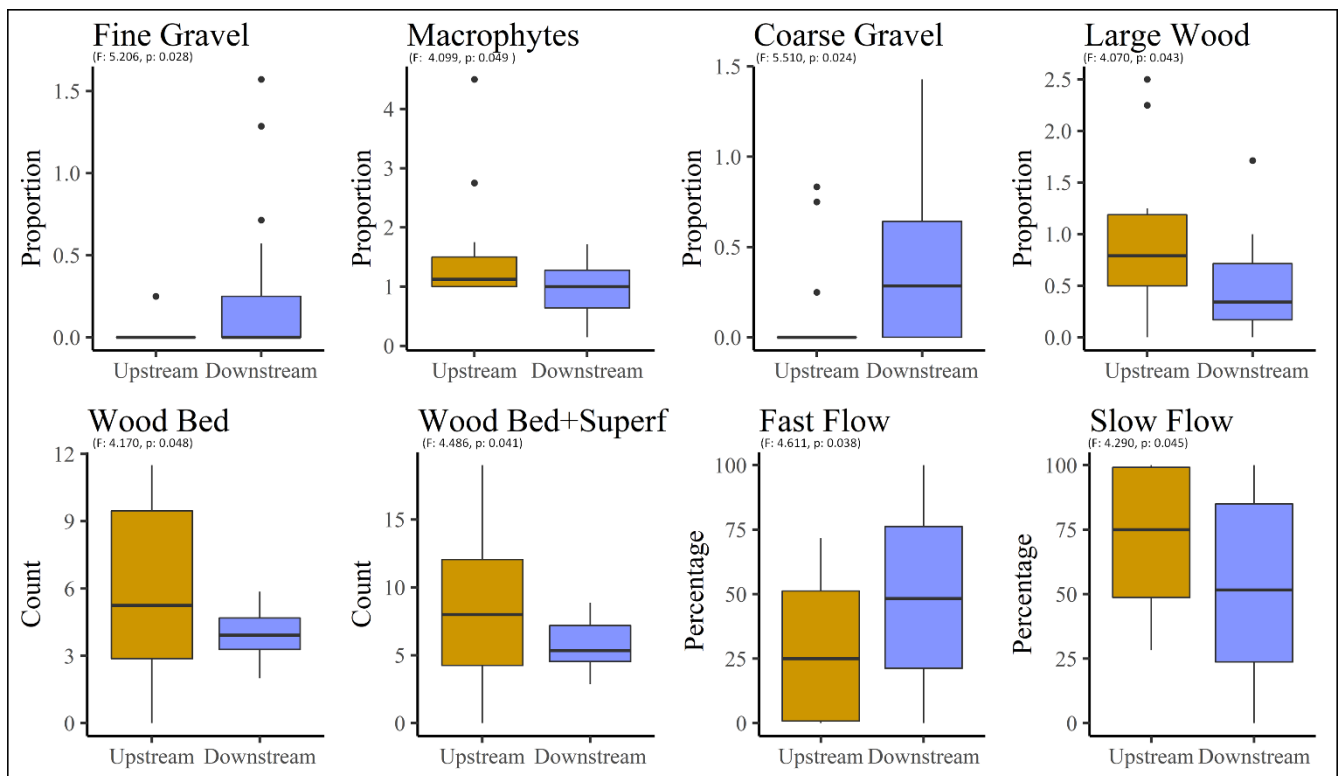 Fine Gravel
(F: 5.206, p: 0.028)
Proportion
1.5
1.0
0.5
0.0
Upstream Downstream
Macrophytes
(F: 4.099, p: 0.049 )
Proportion
4
3
2
1
0
Upstream Downstream
Coarse Gravel
(F: 5.510, p: 0.024)
Proportion
1.5
1.0
0.5
0.0
Upstream Downstream
Large Wood
(F: 4.070, p: 0.043)
Proportion
2.5
2.0
1.5
1.0
0.5
0.0
Upstream Downstream
Wood Bed
(F: 4.170, p: 0.048)
Count
12
9
6
3
0
Upstream Downstream
Wood Bed+Superf
(F: 4.486, p: 0.041)
Count
15
10
5
0
Upstream Downstream
Fast Flow
(F: 4.611, p: 0.038)
Percentage
100
75
50
25
0
Upstream Downstream
Slow Flow
(F: 4.290, p: 0.045)
Percentage
100
75
50
25
0
Upstream Downstream